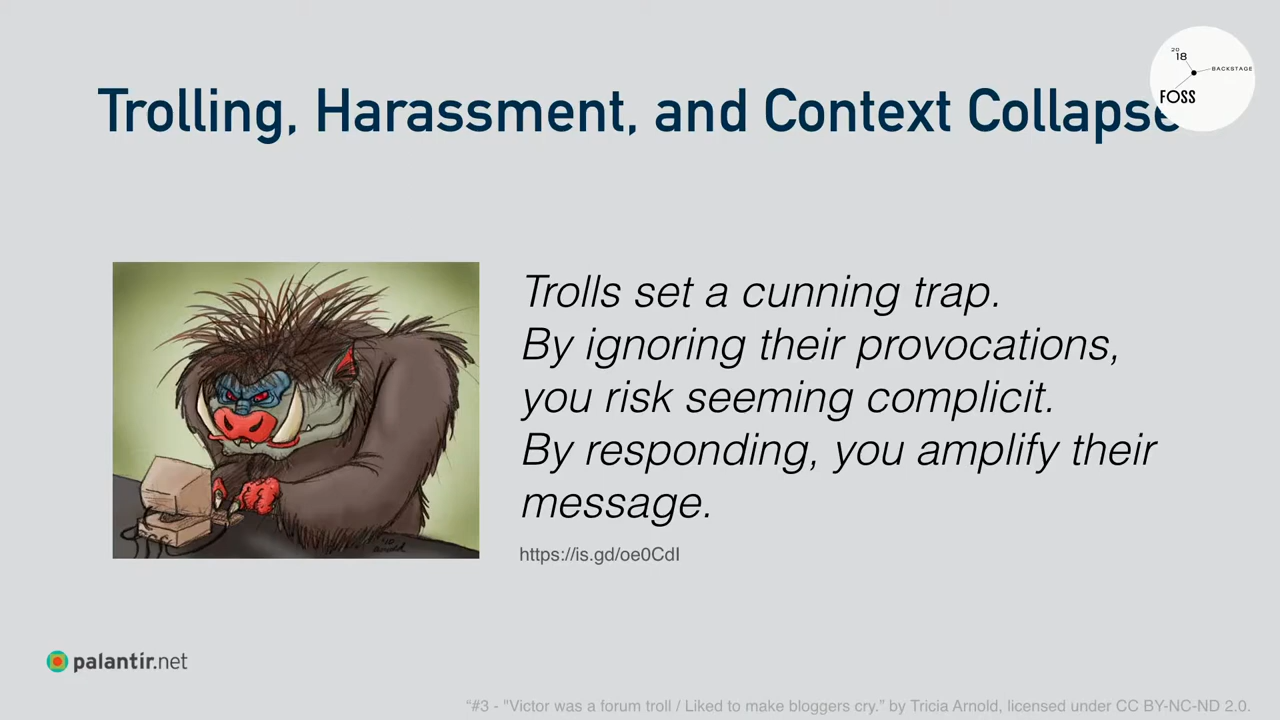 Trolling, Harassment, and Context Collapse
20
18
BACKSTAGE
FOSS
Trolls set a cunning trap.
By ignoring their provocations,
you risk seeming complicit.
By responding, you amplify their
message.
https://is.gd/oe0CdI
arnold
palantir.net
“#3 - "Victor was a forum troll / Liked to make bloggers cry.” by Tricia Arnold, licensed under CC BY-NC-ND 2.0.